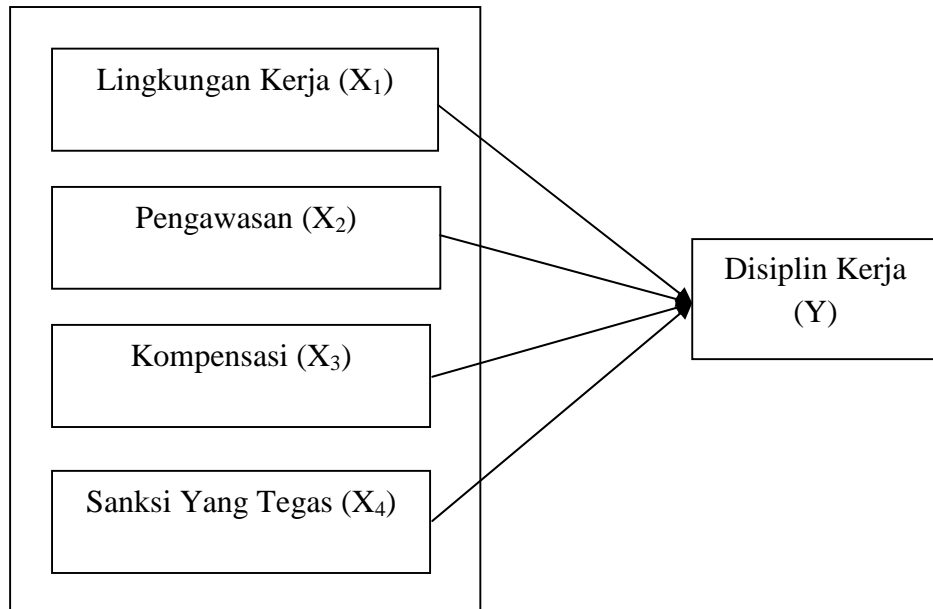 Lingkungan Kerja (X₁)
Pengawasan (X₂)
Kompensasi (X₃)
Sanksi Yang Tegas (X₄)
Disiplin Kerja
(Y)